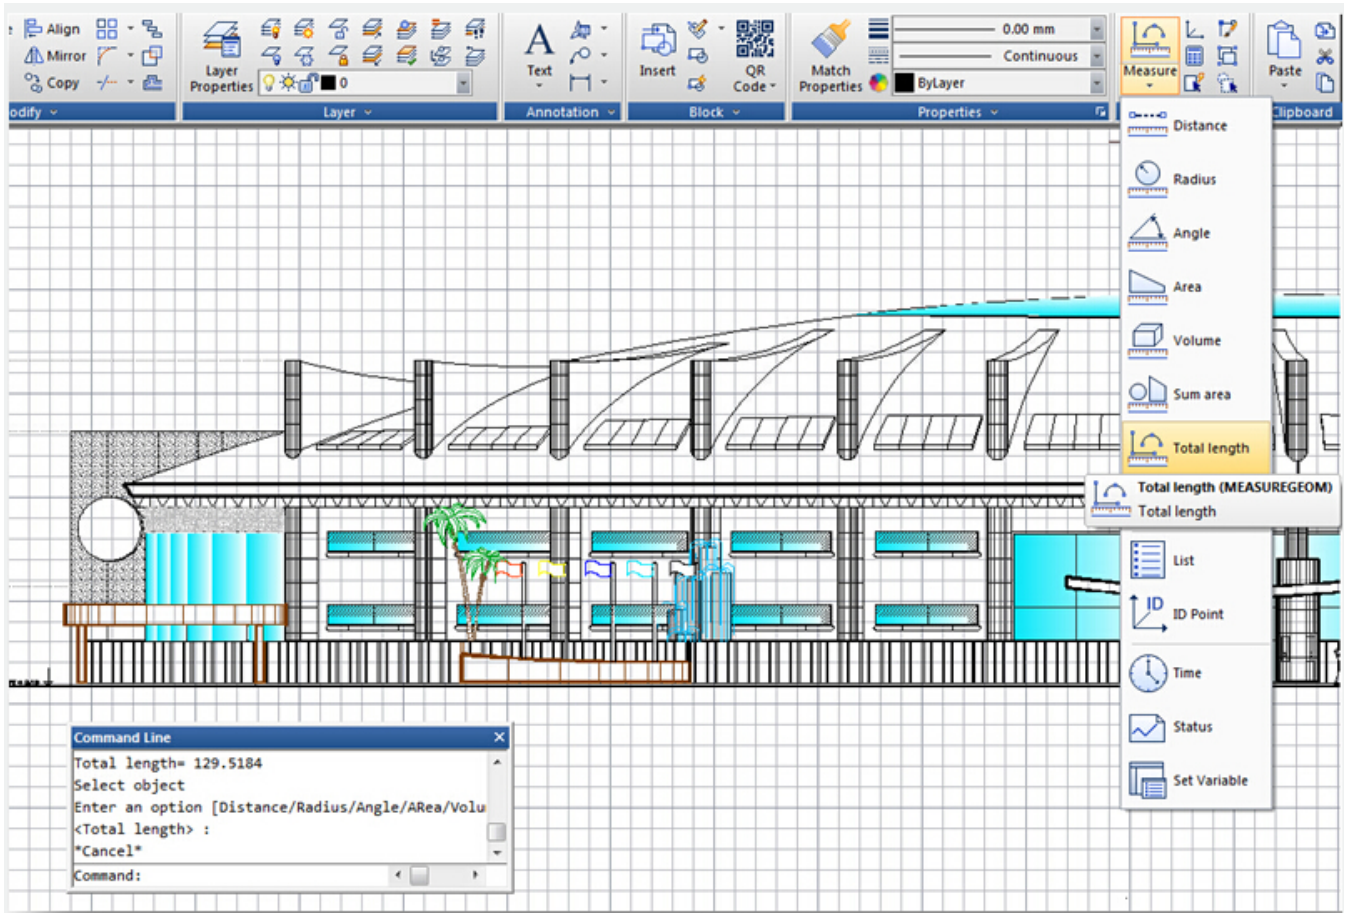 Align
Mirror
Copy
odify
Layer
Properties
0
Layer
Text
Annotation
Insert
QR
Code
Block
Match
Properties
0.00 mm
Continuous
ByLayer
Properties
Measure
Paste
Clipboard
Distance
Radius
Angle
Area
Volume
Sum area
Total length
Total length (MEASUREGEOM)
Total length
List
ID
ID Point
Time
Status
Set Variable
Command Line
Total length= 129.5184
Select object
Enter an option [Distance/Radius/Angle/ARea/Volu
<Total length> :
*Cancel*
Command: